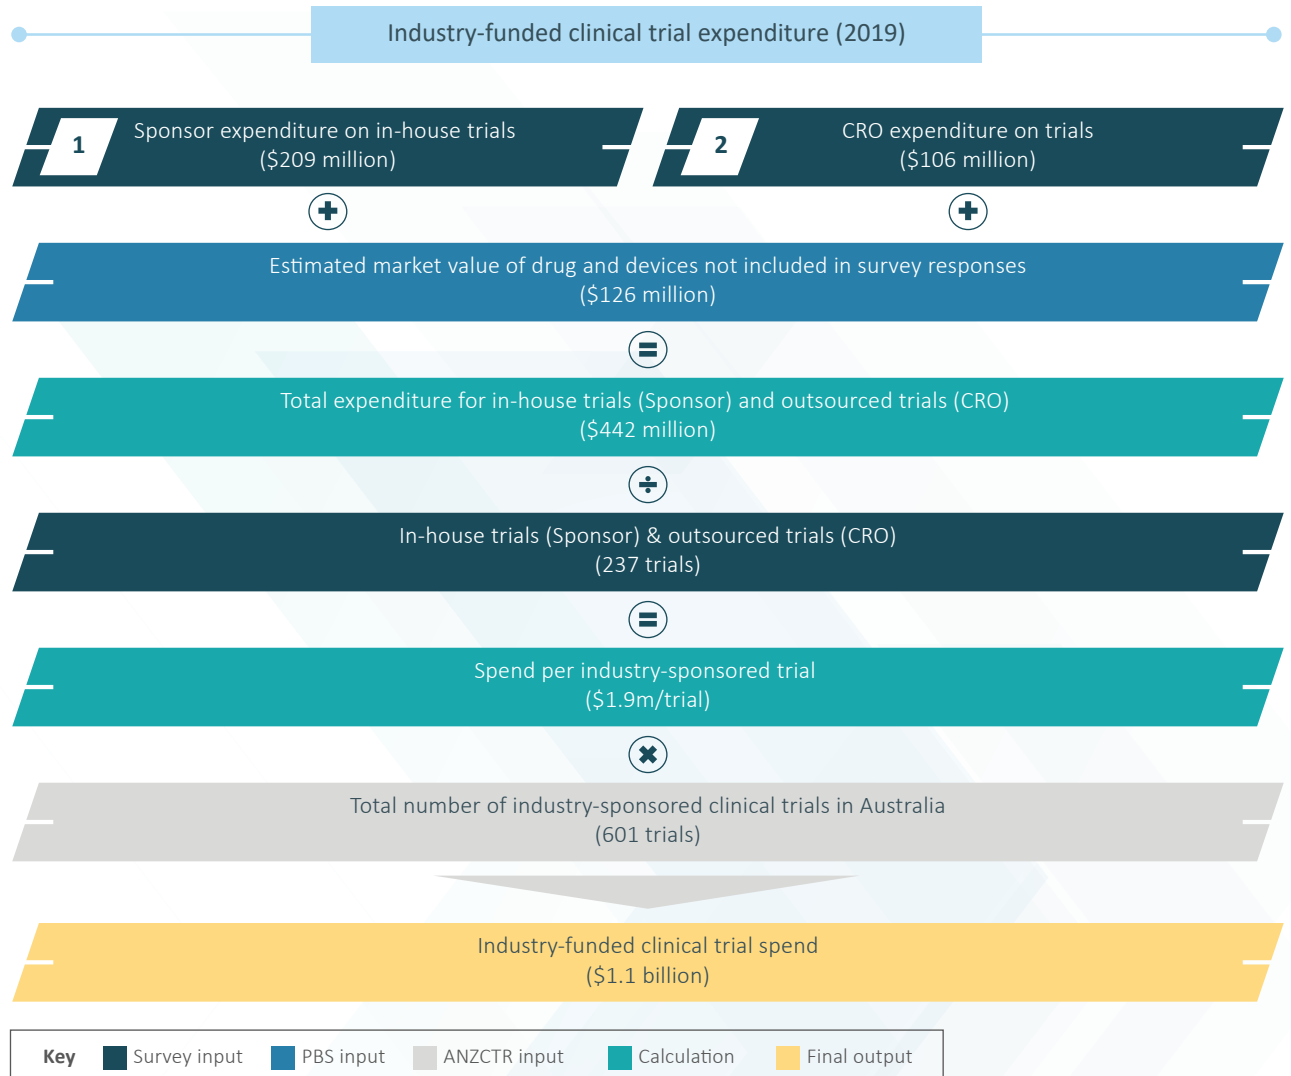 Industry-funded clinical trial expenditure (2019)
1
Sponsor expenditure on in-house trials
($209 million)
2
CRO expenditure on trials
($106 million)
+
+
Estimated market value of drug and devices not included in survey responses
($126 million)
=
Total expenditure for in-house trials (Sponsor) and outsourced trials (CRO)
($442 million)
÷
In-house trials (Sponsor) & outsourced trials (CRO)
(237 trials)
=
Spend per industry-sponsored trial
($1.9m/trial)
×
Total number of industry-sponsored clinical trials in Australia
(601 trials)
Industry-funded clinical trial spend
($1.1 billion)
Key Survey input PBS input ANZCTR input Calculation Final output